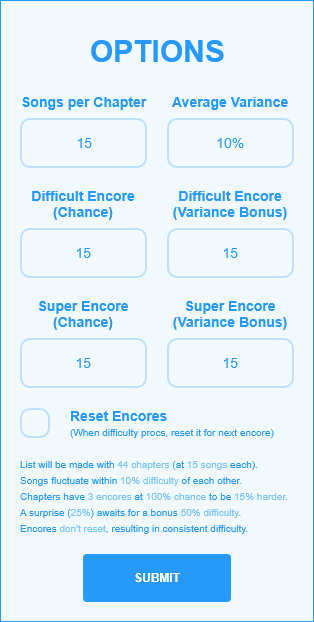 OPTIONS
Songs per Chapter
Average Variance
15
10%
Difficult Encore
(Chance)
Difficult Encore
(Variance Bonus)
15
15
Super Encore
(Chance)
Super Encore
(Variance Bonus)
15
15
Reset Encores
(When difficulty procs, reset it for next encore)
List will be made with 44 chapters (at 15 songs each).
Songs fluctuate within 10% difficulty of each other.
Chapters have 3 encores at 100% chance to be 15% harder.
A surprise (25%) awaits for a bonus 50% difficulty.
Encores don't reset, resulting in consistent difficulty.
SUBMIT